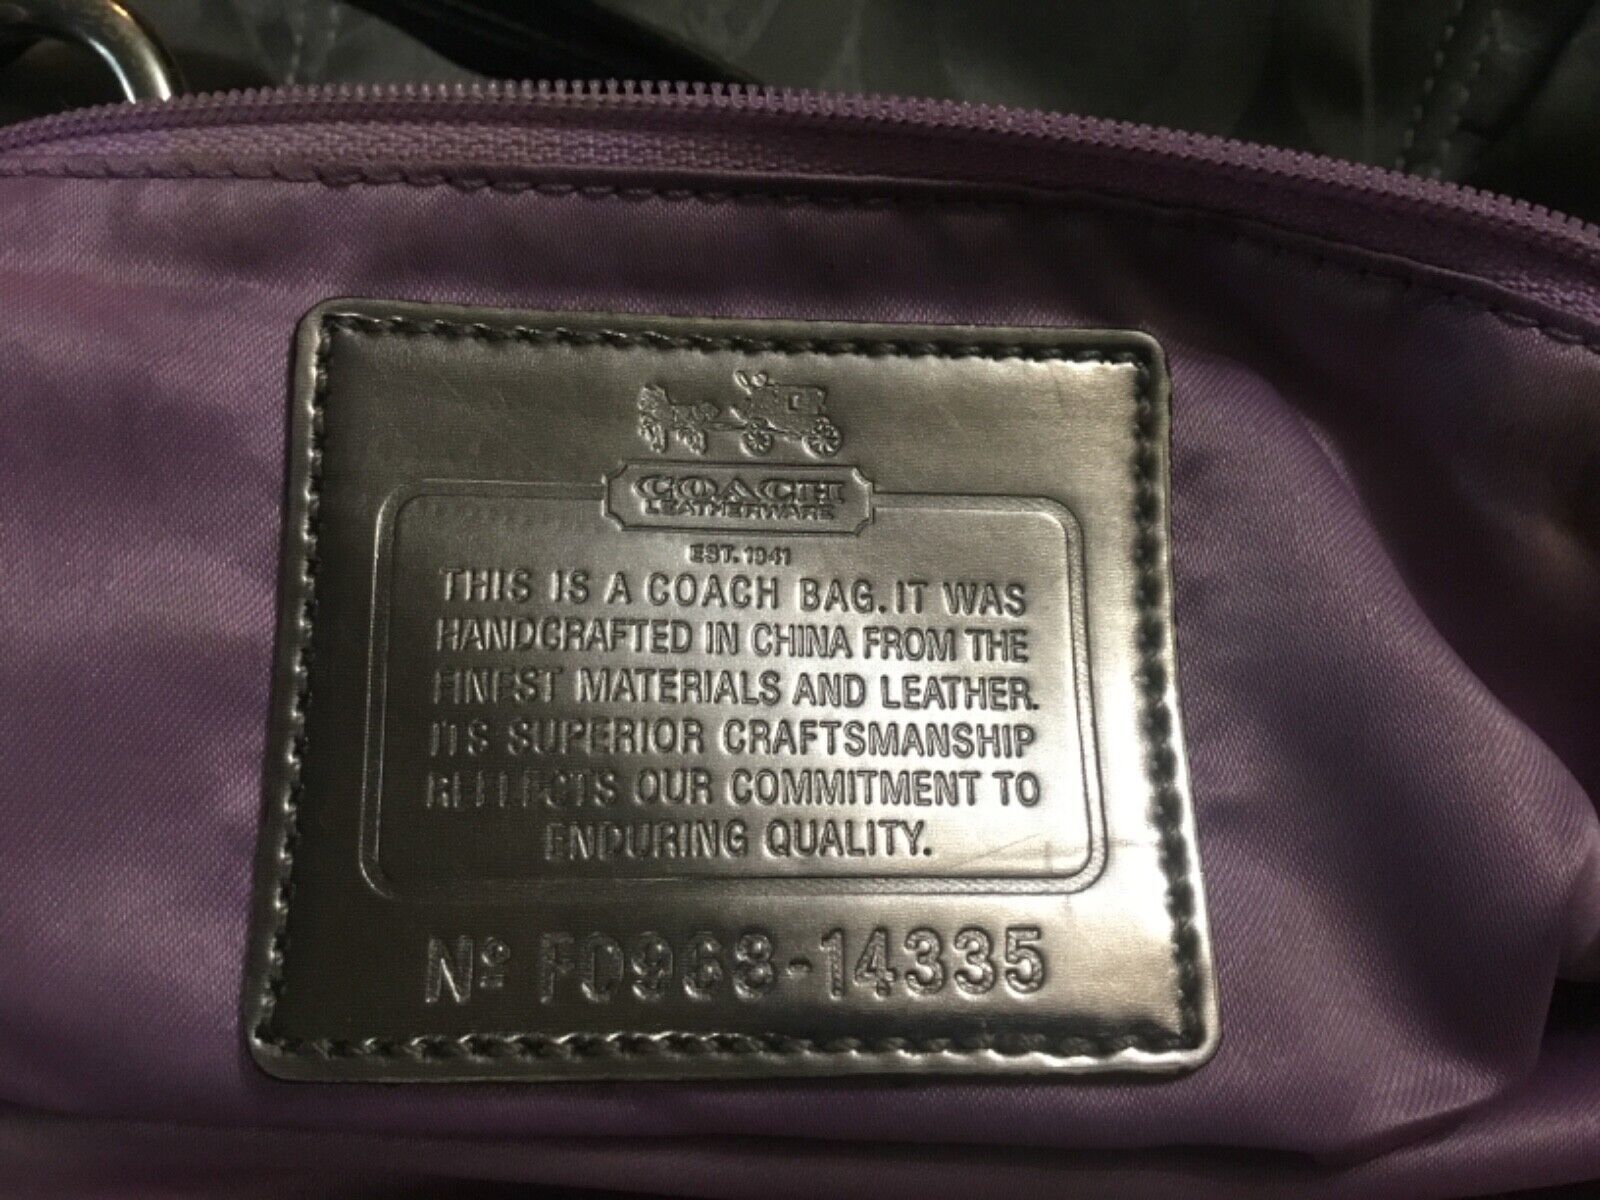 COACH
LEATHERWARE
EST. 1941
THIS IS A COACH BAG. IT WAS
HANDCRAFTED IN CHINA FROM THE
FINEST MATERIALS AND LEATHER.
ITS SUPERIOR CRAFTSMANSHIP
REFLECTS OUR COMMITMENT TO
ENDURING QUALITY.
Nº F0968-14335